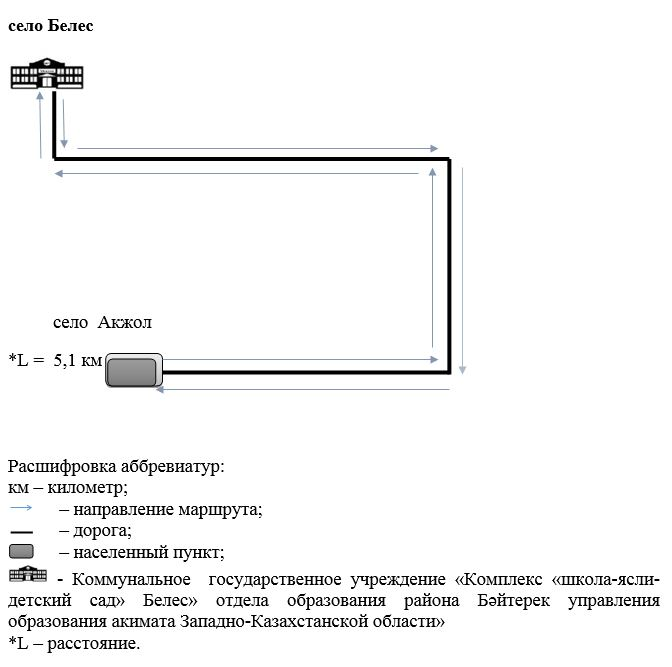 село Белес
село Акжол
*L = 5,1 км
Расшифровка аббревиатур:
км – километр;
– направление маршрута;
– дорога;
– населенный пункт;
- Коммунальное государственное учреждение «Комплекс «школа-ясли-
детский сад» Белес» отдела образования района Бәйтерек управления
образования акимата Западно-Казахстанской области»
*L – расстояние.